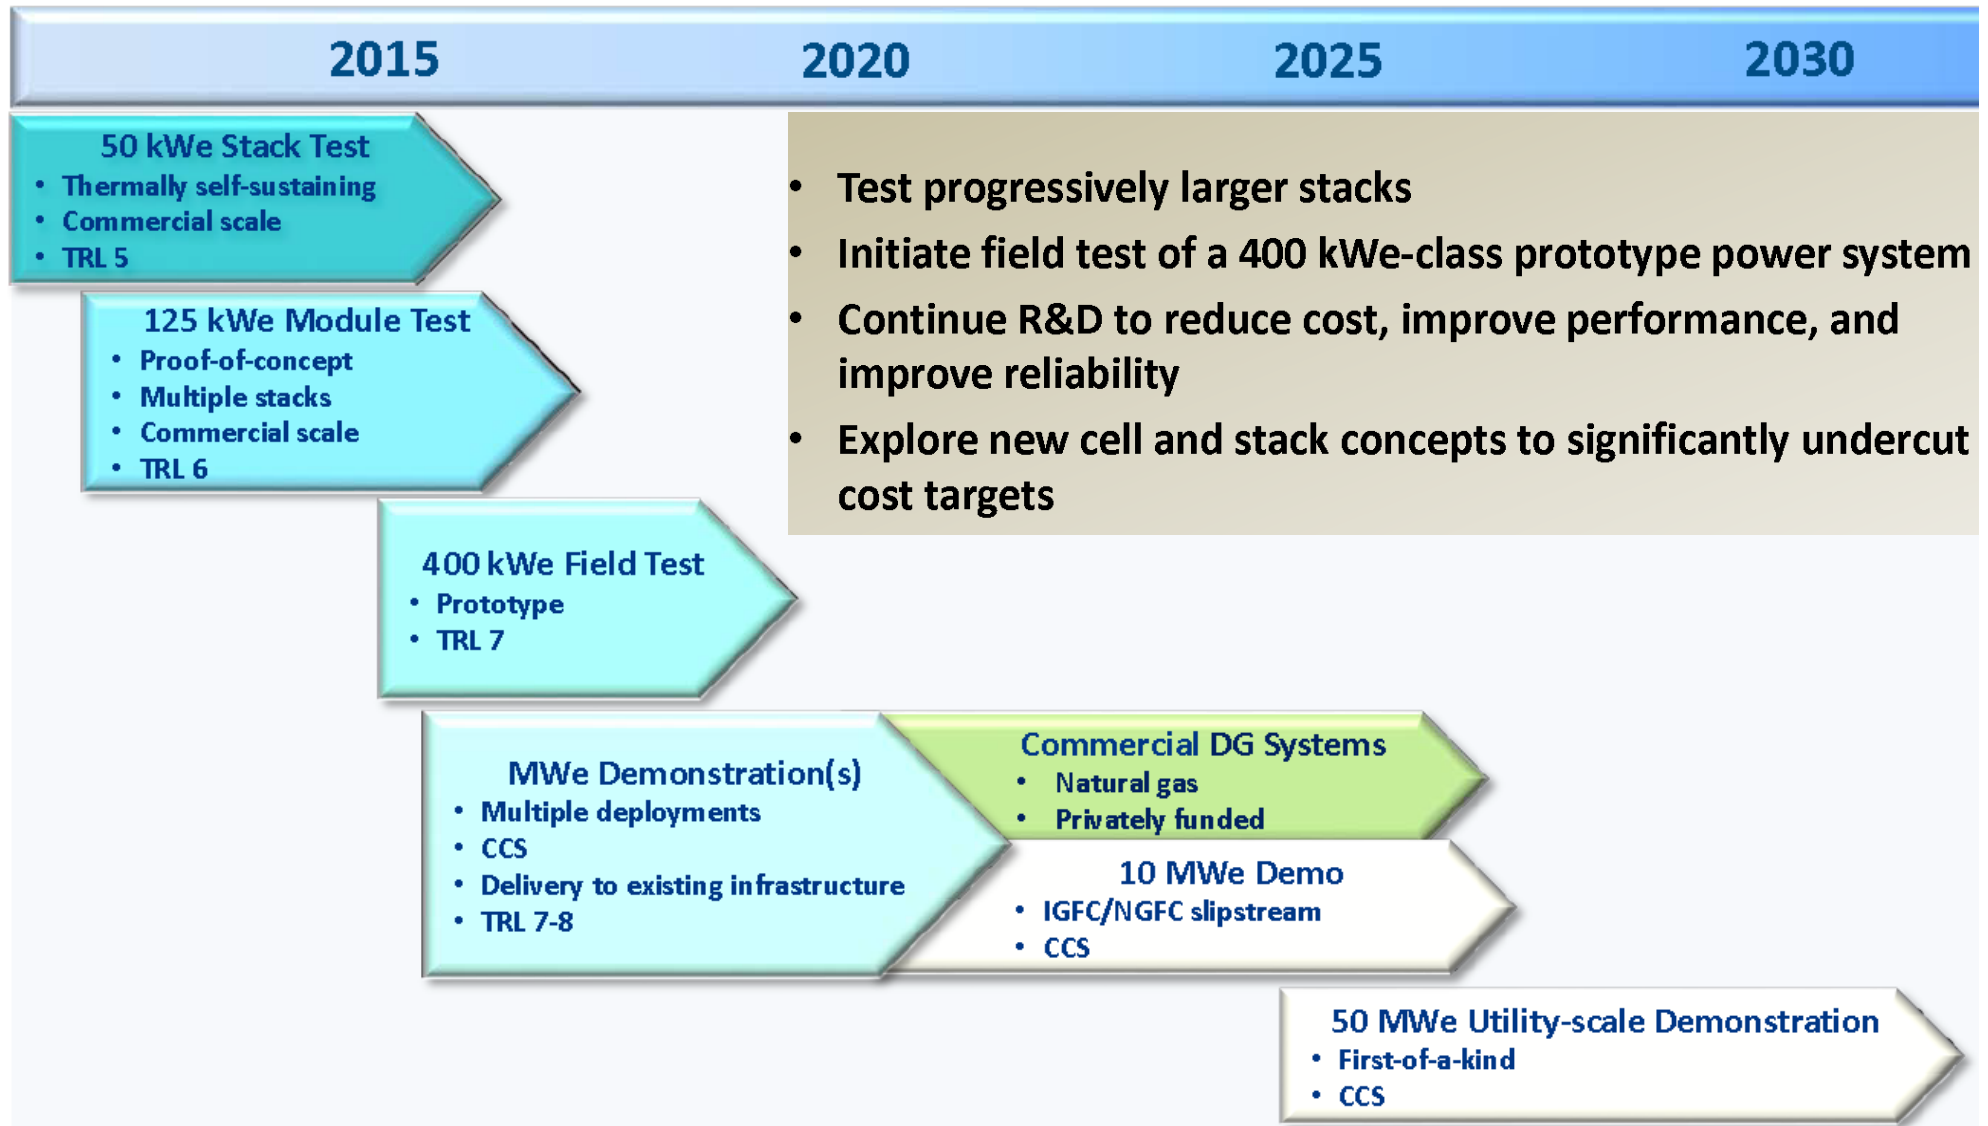 2015 2020 2025 2030
50 kWe Stack Test
• Thermally self-sustaining
• Commercial scale
• TRL 5
• Test progressively larger stacks
• Initiate field test of a 400 kWe-class prototype power system
• Continue R&D to reduce cost, improve performance, and
improve reliability
• Explore new cell and stack concepts to significantly undercut
cost targets
125 kWe Module Test
• Proof-of-concept
• Multiple stacks
• Commercial scale
• TRL 6
400 kWe Field Test
• Prototype
• TRL 7
MWe Demonstration(s)
• Multiple deployments
• CCS
• Delivery to existing infrastructure
• TRL 7-8
Commercial DG Systems
• Natural gas
• Privately funded
10 MWe Demo
• IGFC/NGFC slipstream
• CCS
50 MWe Utility-scale Demonstration
• First-of-a-kind
• CCS